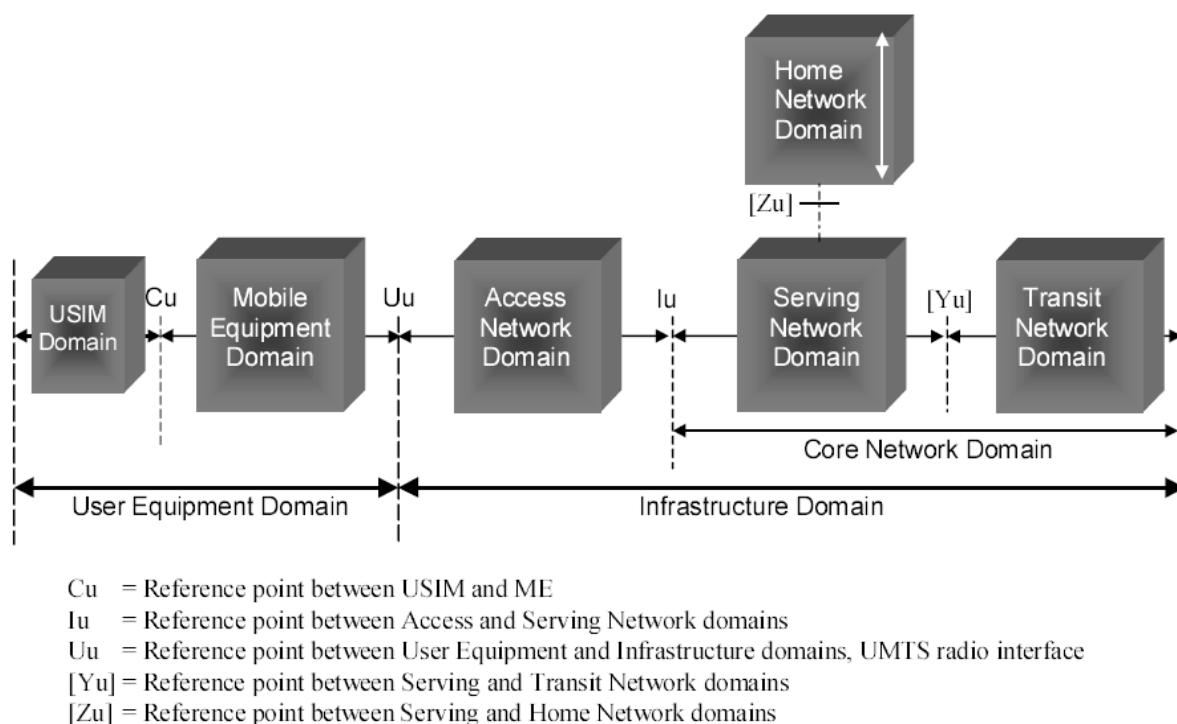 Home
Network
Domain
[Zu]
USIM
Domain
Cu
Mobile
Equipment
Domain
Uu
Access
Network
Domain
Iu
Serving
Network
Domain
[Yu]
Transit
Network
Domain
Core Network Domain
User Equipment Domain
Infrastructure Domain
Cu = Reference point between USIM and ME
Iu = Reference point between Access and Serving Network domains
Uu = Reference point between User Equipment and Infrastructure domains, UMTS radio interface
[Yu] = Reference point between Serving and Transit Network domains
[Zu] = Reference point between Serving and Home Network domains